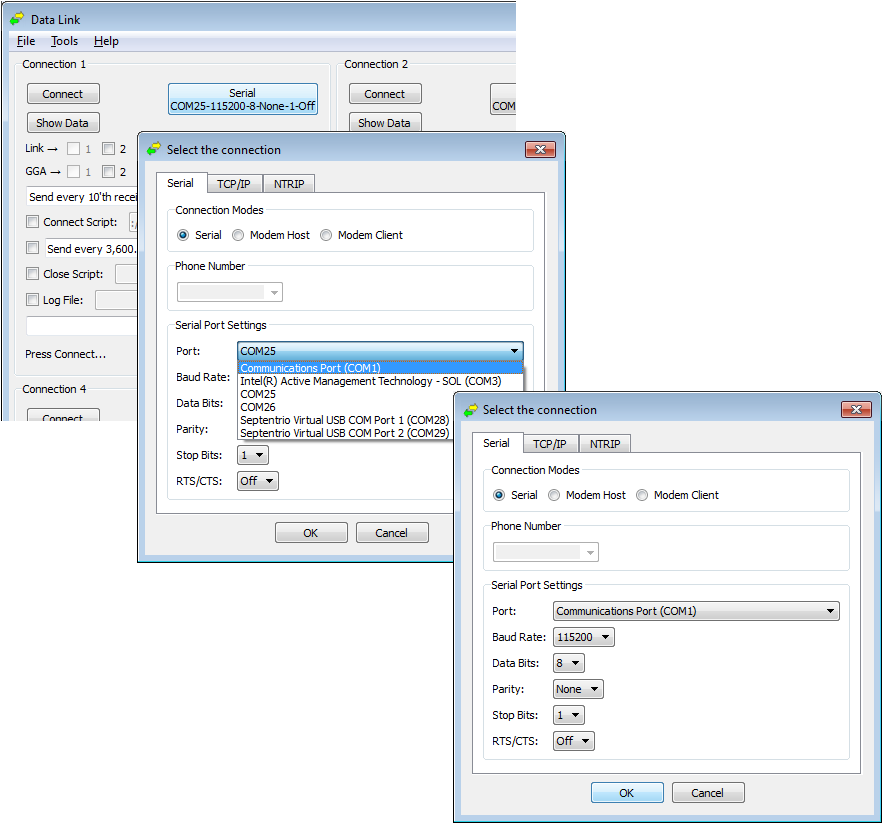 Data Link
File Tools Help
Connection 1
Connection 2
Connect
Serial
COM25-115200-8-None-1-Off
Connect
COM
Show Data
Show Data
Link → 1 2
GGA → 1 2
Send every 10'th recei
Connect Script: :/
Send every 3,600.
Close Script:
Log File:
Press Connect...
Connection 4
Connect
Select the connection
Serial TCP/IP NTRIP
Connection Modes
Serial Modem Host Modem Client
Phone Number
Serial Port Settings
Port: COM25
Communications Port (COM1)
Intel(R) Active Management Technology - SOL (COM3)
COM25
COM26
Septentrio Virtual USB COM Port 1 (COM28)
Septentrio Virtual USB COM Port 2 (COM29)
Baud Rate:
Data Bits:
Parity:
Stop Bits: 1
RTS/CTS: Off
OK Cancel
Select the connection
Serial TCP/IP NTRIP
Connection Modes
Serial Modem Host Modem Client
Phone Number
Serial Port Settings
Port: Communications Port (COM1)
Baud Rate: 115200
Data Bits: 8
Parity: None
Stop Bits: 1
RTS/CTS: Off
OK Cancel